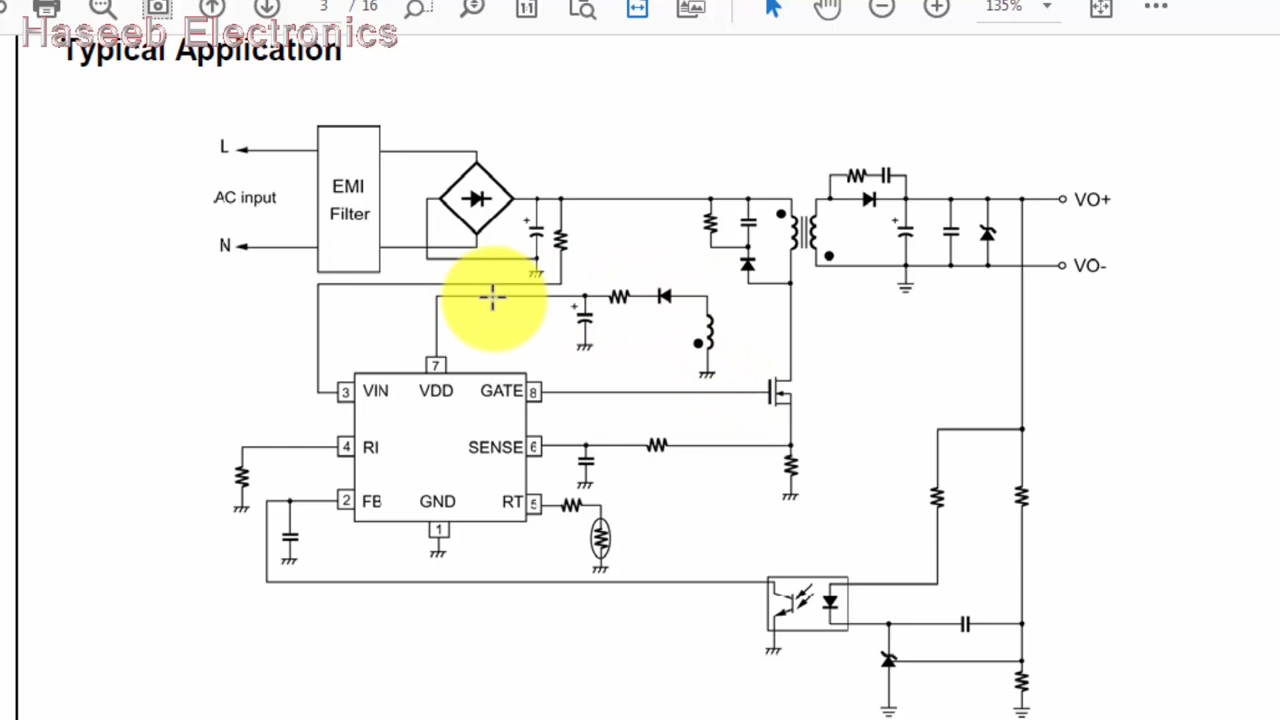 3 / 16
135%
Haseeb Electronics
Typical Application
L
AC input
N
EMI
Filter
VO+
VO-
+
+
+
7
3 VIN VDD GATE 8
4 RI SENSE 6
2 FB GND RT 5
1